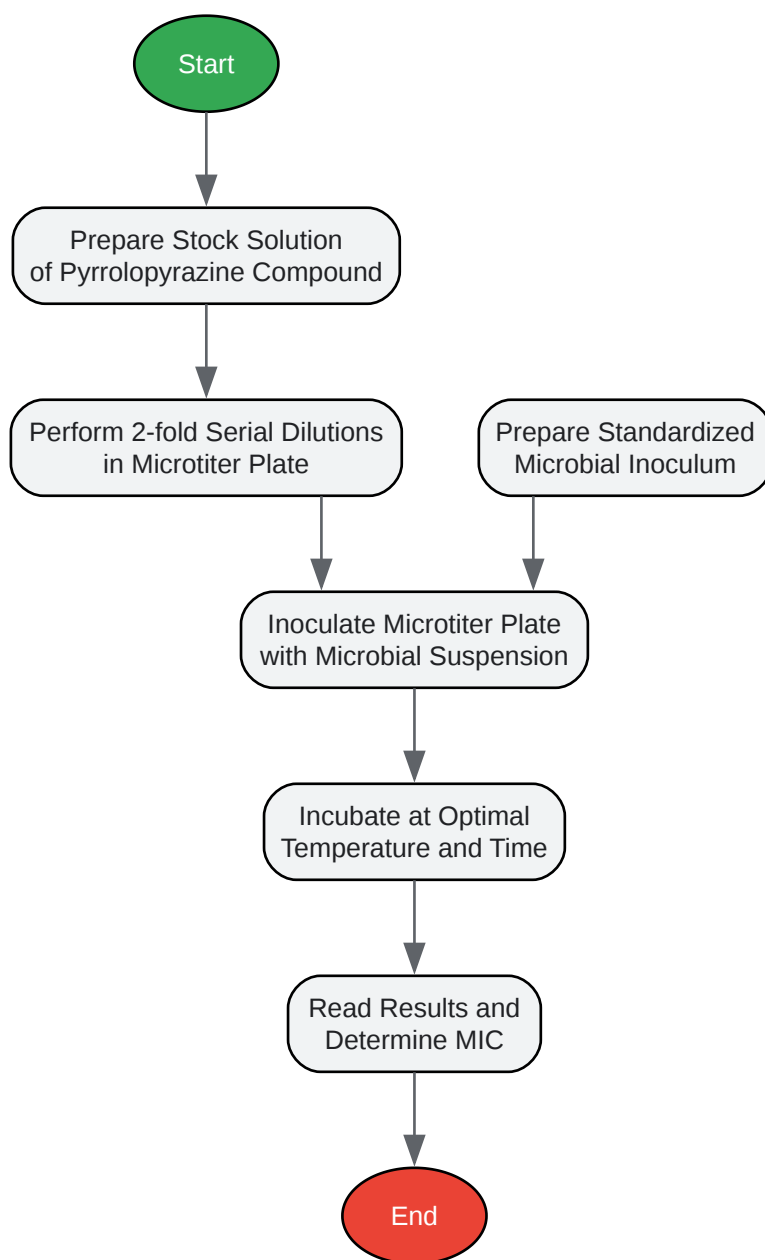 Start
Prepare Stock Solution
of Pyrrolopyrazine Compound
Perform 2-fold Serial Dilutions
in Microtiter Plate
Prepare Standardized
Microbial Inoculum
Inoculate Microtiter Plate
with Microbial Suspension
Incubate at Optimal
Temperature and Time
Read Results and
Determine MIC
End